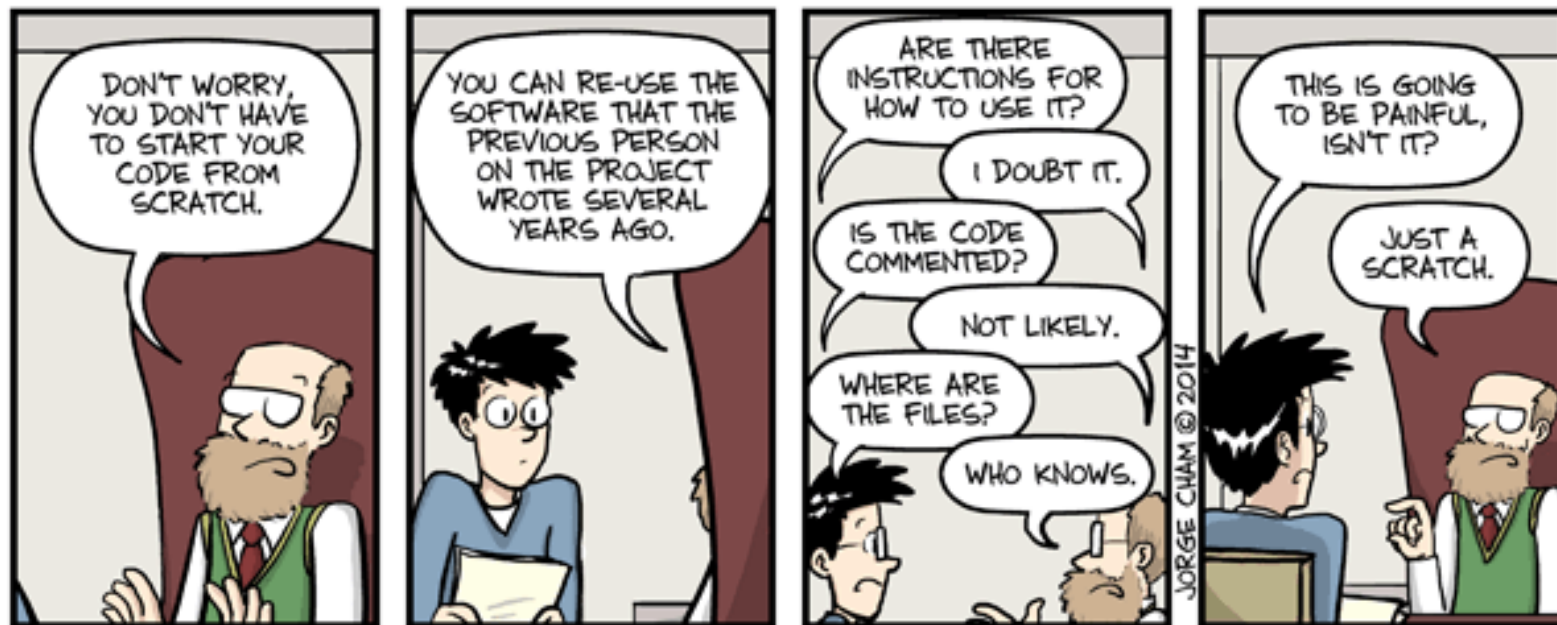 DON'T WORRY,
YOU DON'T HAVE
TO START YOUR
CODE FROM
SCRATCH.
YOU CAN RE-USE THE
SOFTWARE THAT THE
PREVIOUS PERSON
ON THE PROJECT
WROTE SEVERAL
YEARS AGO.
ARE THERE
INSTRUCTIONS FOR
HOW TO USE IT?
I DOUBT IT.
IS THE CODE
COMMENTED?
NOT LIKELY.
WHERE ARE
THE FILES?
WHO KNOWS.
JORGE CHAM © 2014
THIS IS GOING
TO BE PAINFUL,
ISN'T IT?
JUST A
SCRATCH.